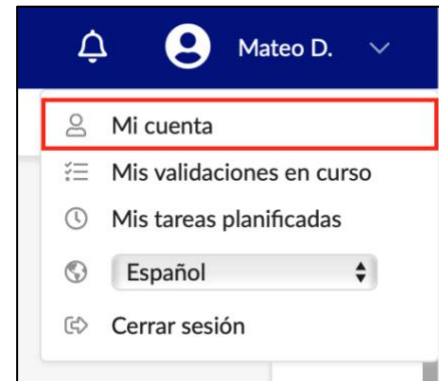 Mateo D.
Mi cuenta
Mis validaciones en curso
Mis tareas planificadas
Español
Cerrar sesión